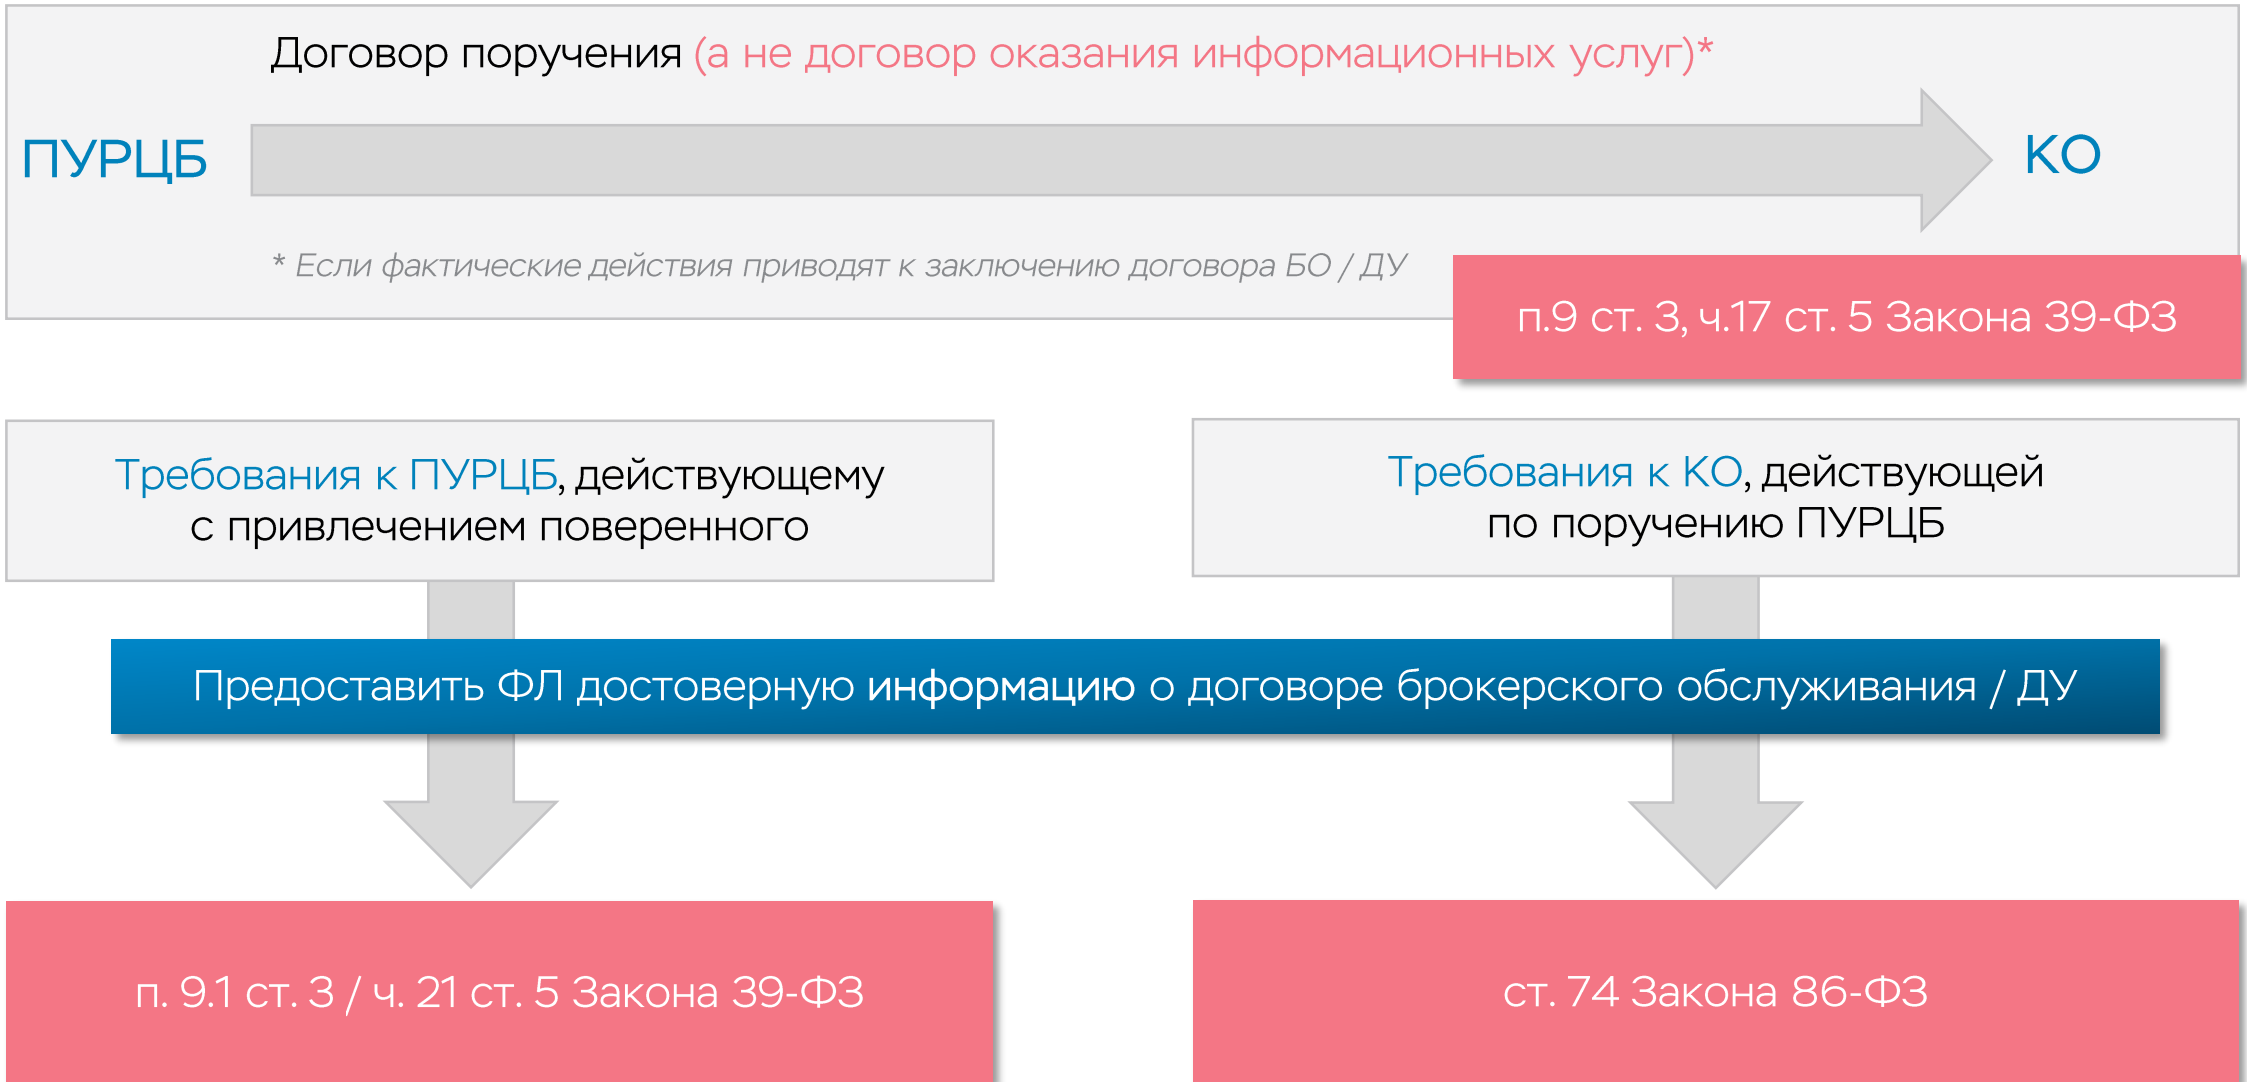 Договор поручения (а не договор оказания информационных услуг)*
ПУРЦБ
КО
* Если фактические действия приводят к заключению договора БО / ДУ
п.9 ст. 3, ч.17 ст. 5 Закона 39-ФЗ
Требования к ПУРЦБ, действующему
с привлечением поверенного
Требования к КО, действующей
по поручению ПУРЦБ
Предоставить ФЛ достоверную информацию о договоре брокерского обслуживания / ДУ
п. 9.1 ст. 3 / ч. 21 ст. 5 Закона 39-ФЗ
ст. 74 Закона 86-ФЗ